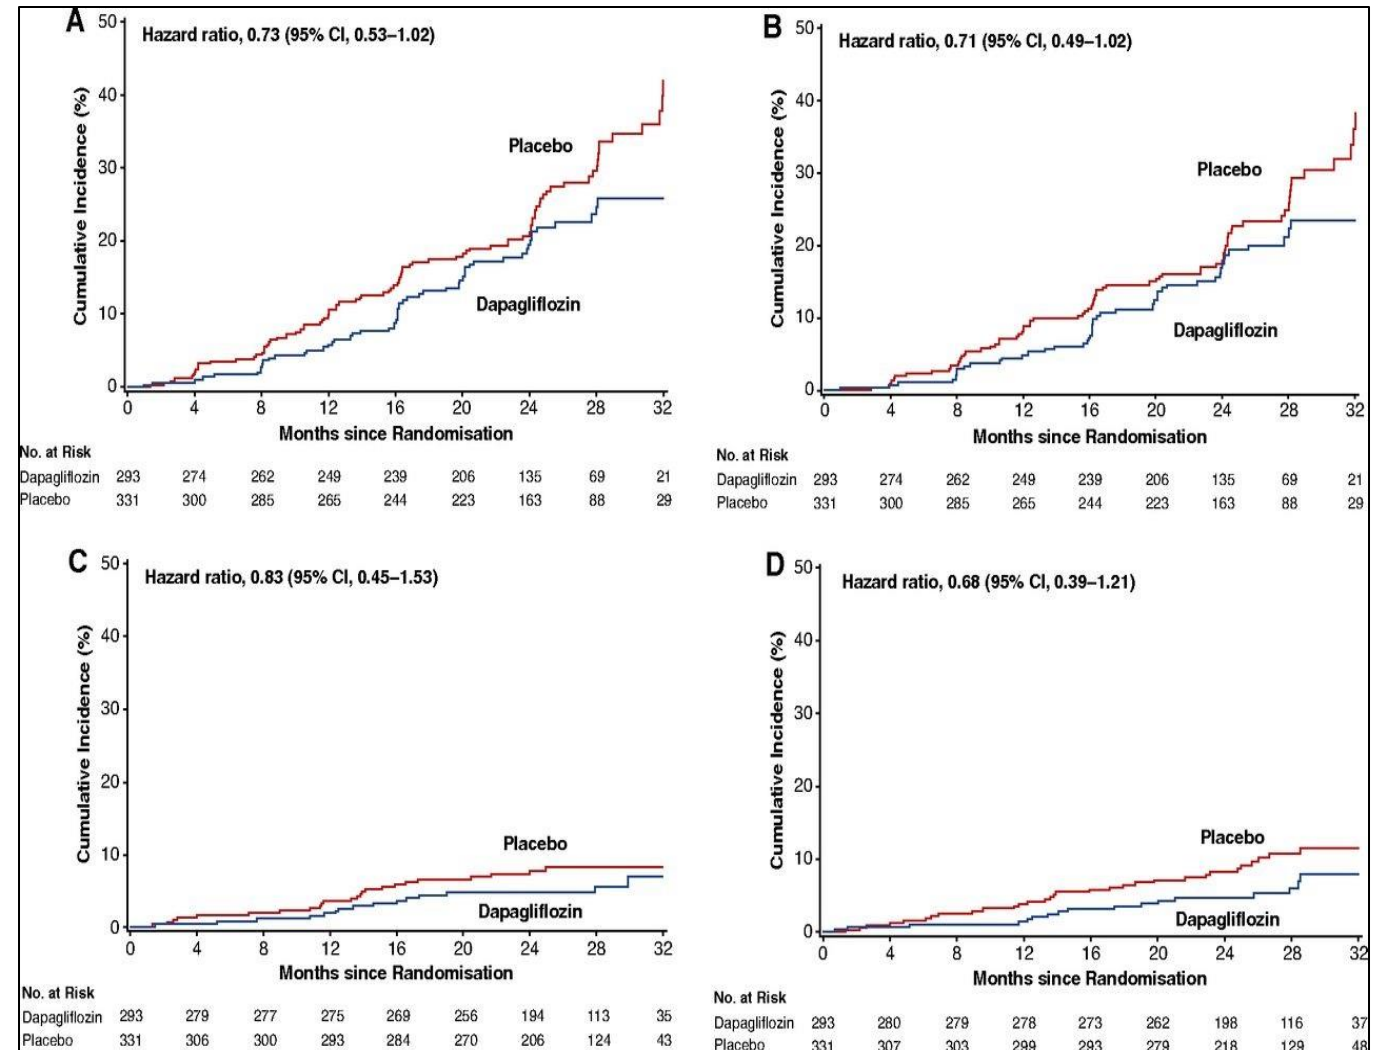 A
Hazard ratio, 0.73 (95% CI, 0.53–1.02)
Cumulative Incidence (%)
50
40
30
20
10
0
Placebo
Dapagliflozin
0 4 8 12 16 20 24 28 32
Months since Randomisation
No. at Risk
Dapagliflozin 293 274 262 249 239 206 135 69 21
Placebo 331 300 285 265 244 223 163 88 29
B
Hazard ratio, 0.71 (95% CI, 0.49–1.02)
Cumulative Incidence (%)
50
40
30
20
10
0
Placebo
Dapagliflozin
0 4 8 12 16 20 24 28 32
Months since Randomisation
No. at Risk
Dapagliflozin 293 274 262 249 239 206 135 69 21
Placebo 331 300 285 265 244 223 163 88 29
C
Hazard ratio, 0.83 (95% CI, 0.45–1.53)
Cumulative Incidence (%)
50
40
30
20
10
0
Placebo
Dapagliflozin
0 4 8 12 16 20 24 28 32
Months since Randomisation
No. at Risk
Dapagliflozin 293 279 277 275 269 256 194 113 35
Placebo 331 306 300 293 284 270 206 124 43
D
Hazard ratio, 0.68 (95% CI, 0.39–1.21)
Cumulative Incidence (%)
50
40
30
20
10
0
Placebo
Dapagliflozin
0 4 8 12 16 20 24 28 32
Months since Randomisation
No. at Risk
Dapagliflozin 293 280 279 278 273 262 198 116 37
Placebo 331 307 303 299 293 279 218 129 48